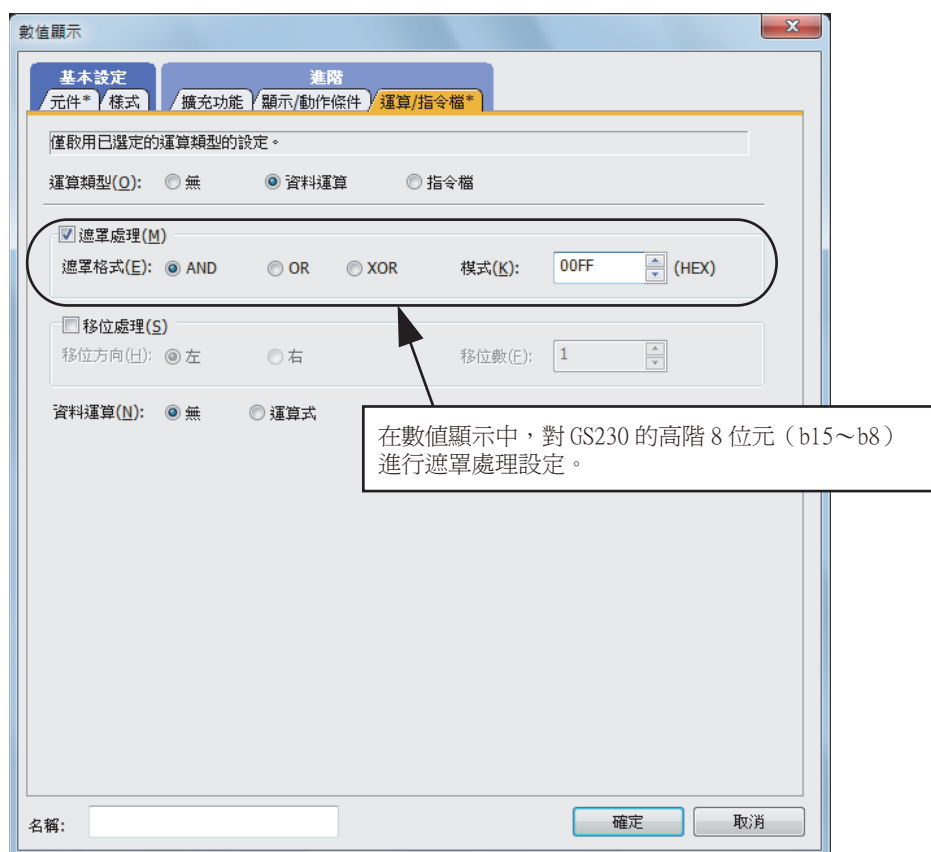 數值顯示
基本設定
進階
元件* 樣式 擴充功能 顯示/動作條件 運算/指令檔*
僅啟用已選定的運算類型的設定。
運算類型(O): 無 資料運算 指令檔
遮罩處理(M)
遮罩格式(E): AND OR XOR 模式(K): 00FF (HEX)
移位處理(S)
移位方向(H): 左 右 移位數(F): 1
資料運算(N): 無 運算式
在數值顯示中，對 GS230 的高階 8 位元（b15～b8）
進行遮罩處理設定。
名稱: 確定 取消